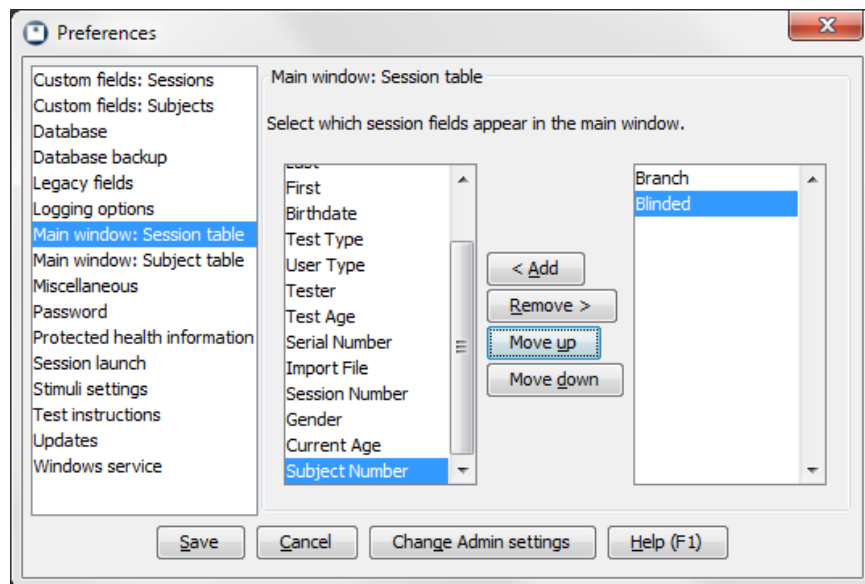 Preferences
Custom fields: Sessions
Custom fields: Subjects
Database
Database backup
Legacy fields
Logging options
Main window: Session table
Main window: Subject table
Miscellaneous
Password
Protected health information
Session launch
Stimuli settings
Test instructions
Updates
Windows service
Main window: Session table
Select which session fields appear in the main window.
First
Birthdate
Test Type
User Type
Tester
Test Age
Serial Number
Import File
Session Number
Gender
Current Age
Subject Number
< Add
Remove >
Move up
Move down
Branch
Blinded
Save
Cancel
Change Admin settings
Help (F1)